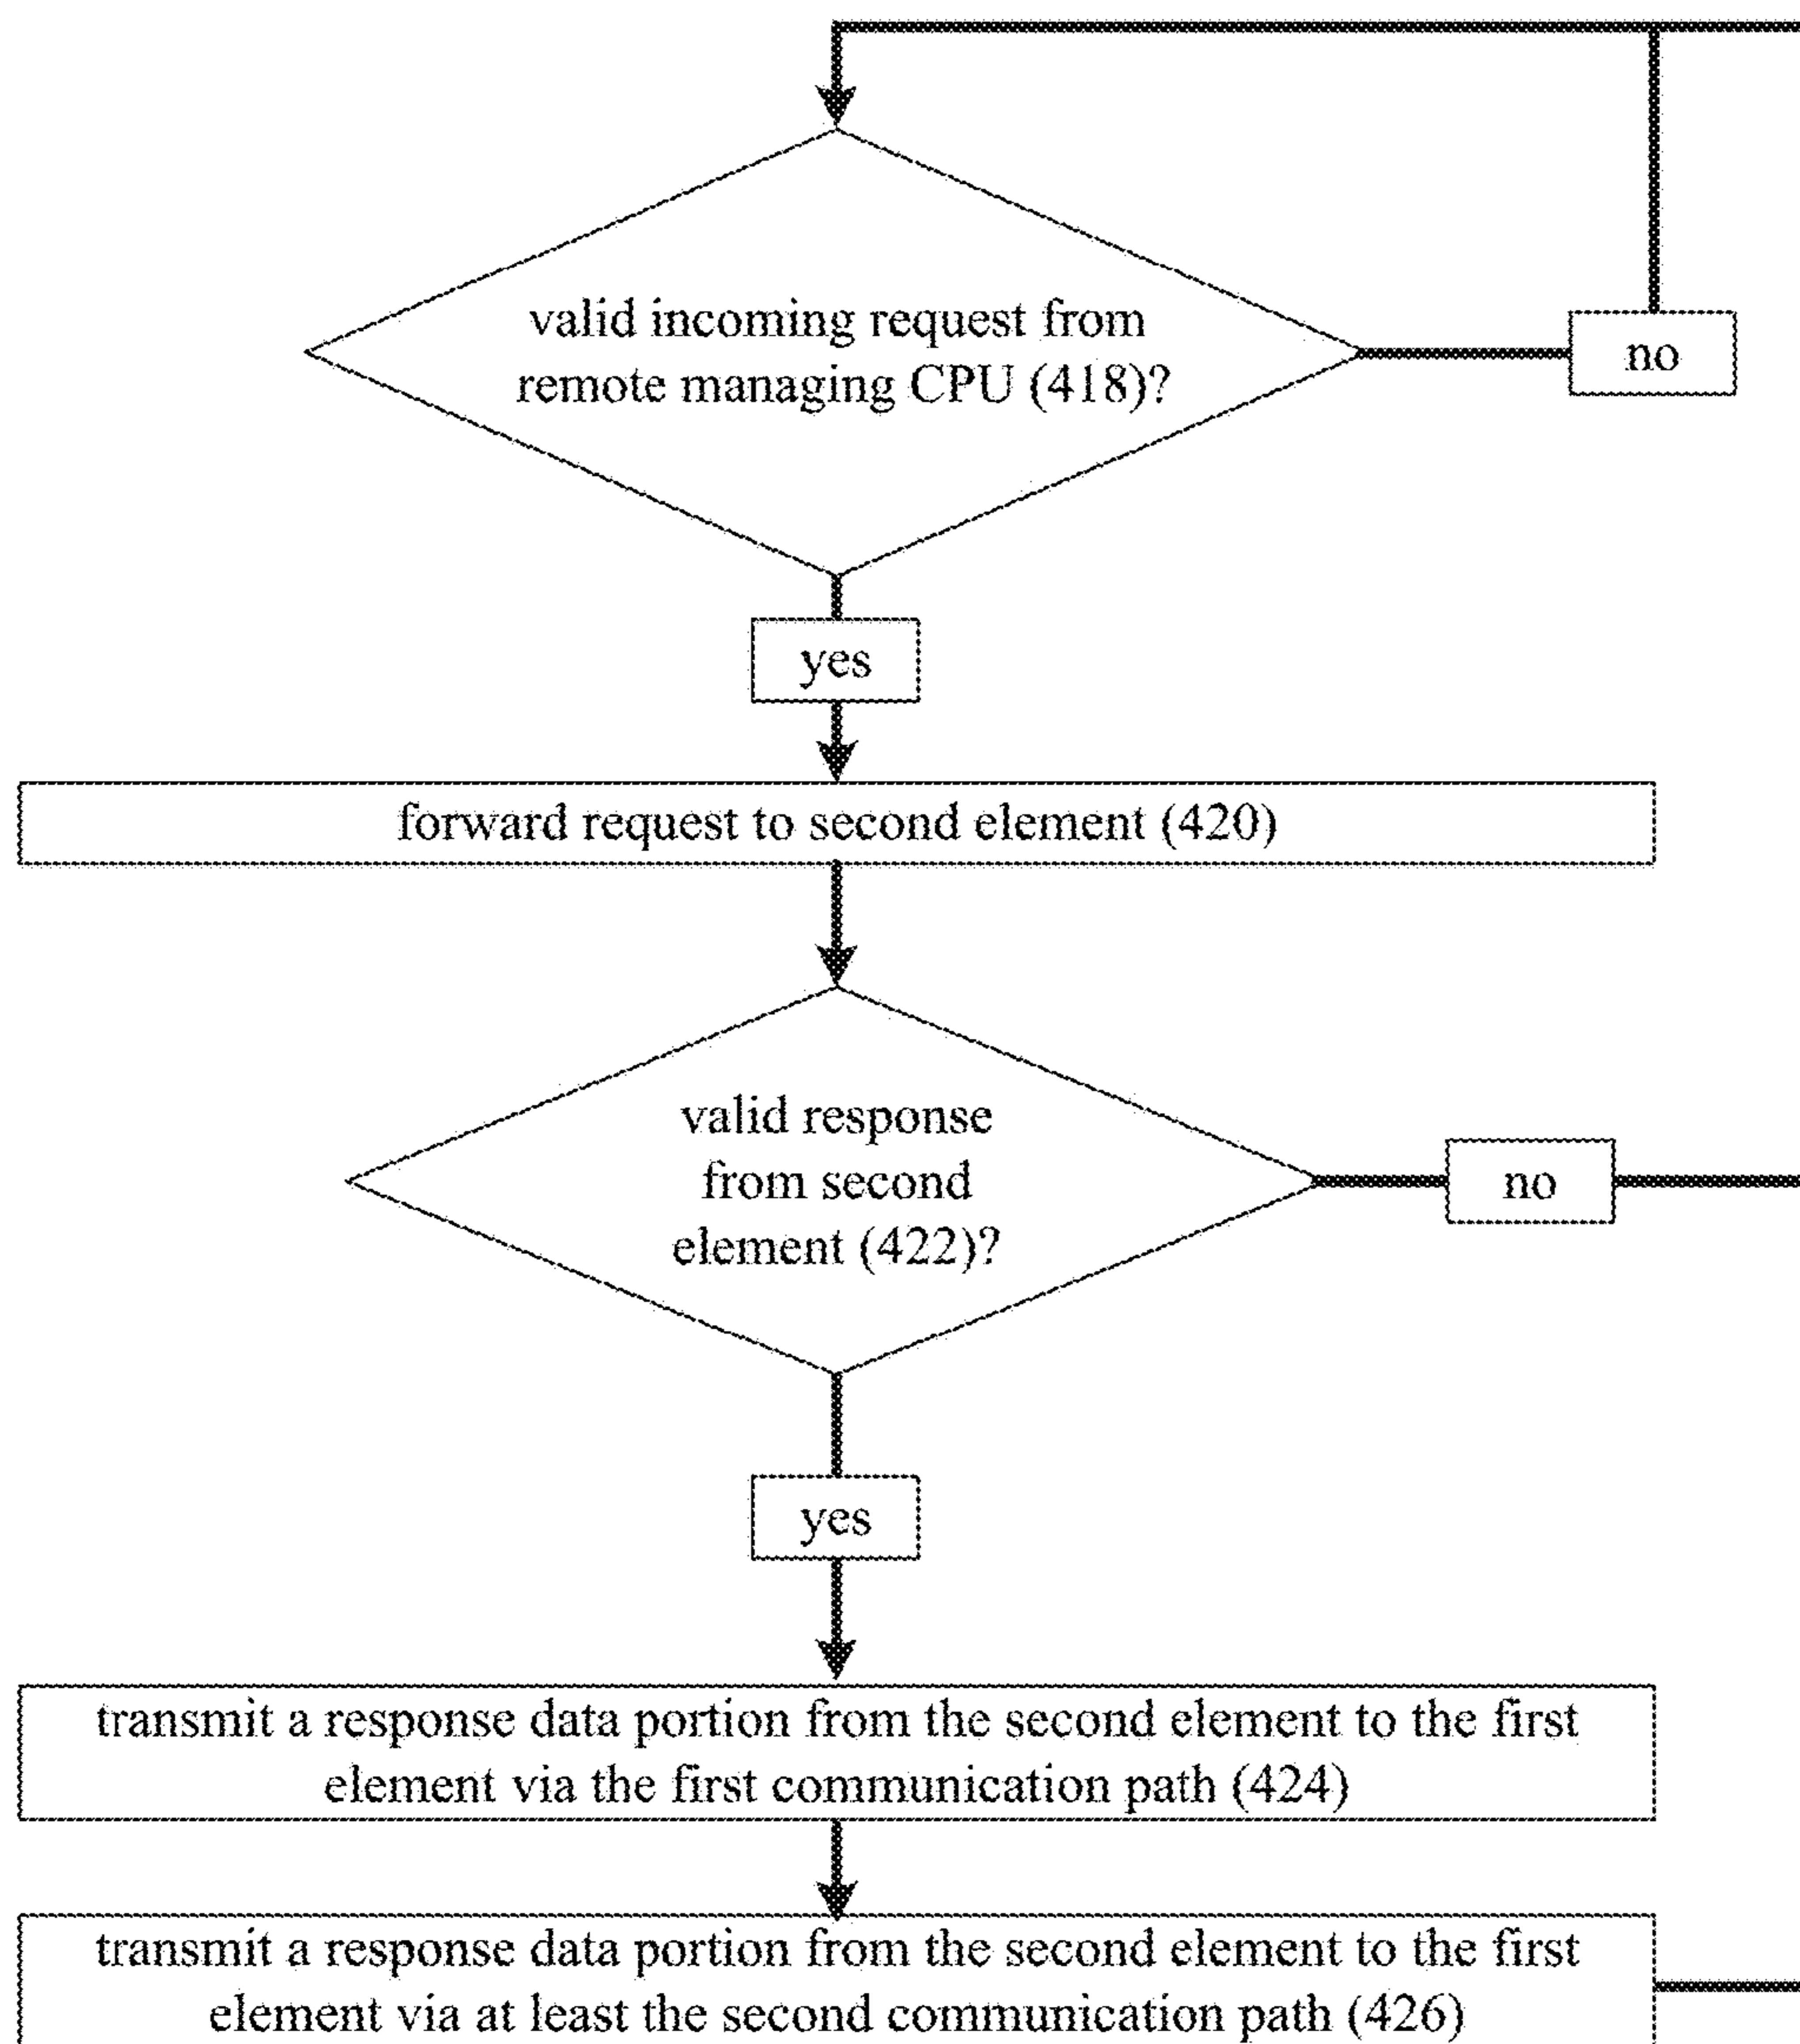 valid incoming request from
remote managing CPU (418)?
no
yes
forward request to second element (420)
valid response
from second
element (422)?
no
yes
transmit a response data portion from the second element to the first
element via the first communication path (424)
transmit a response data portion from the second element to the first
element via at least the second communication path (426)